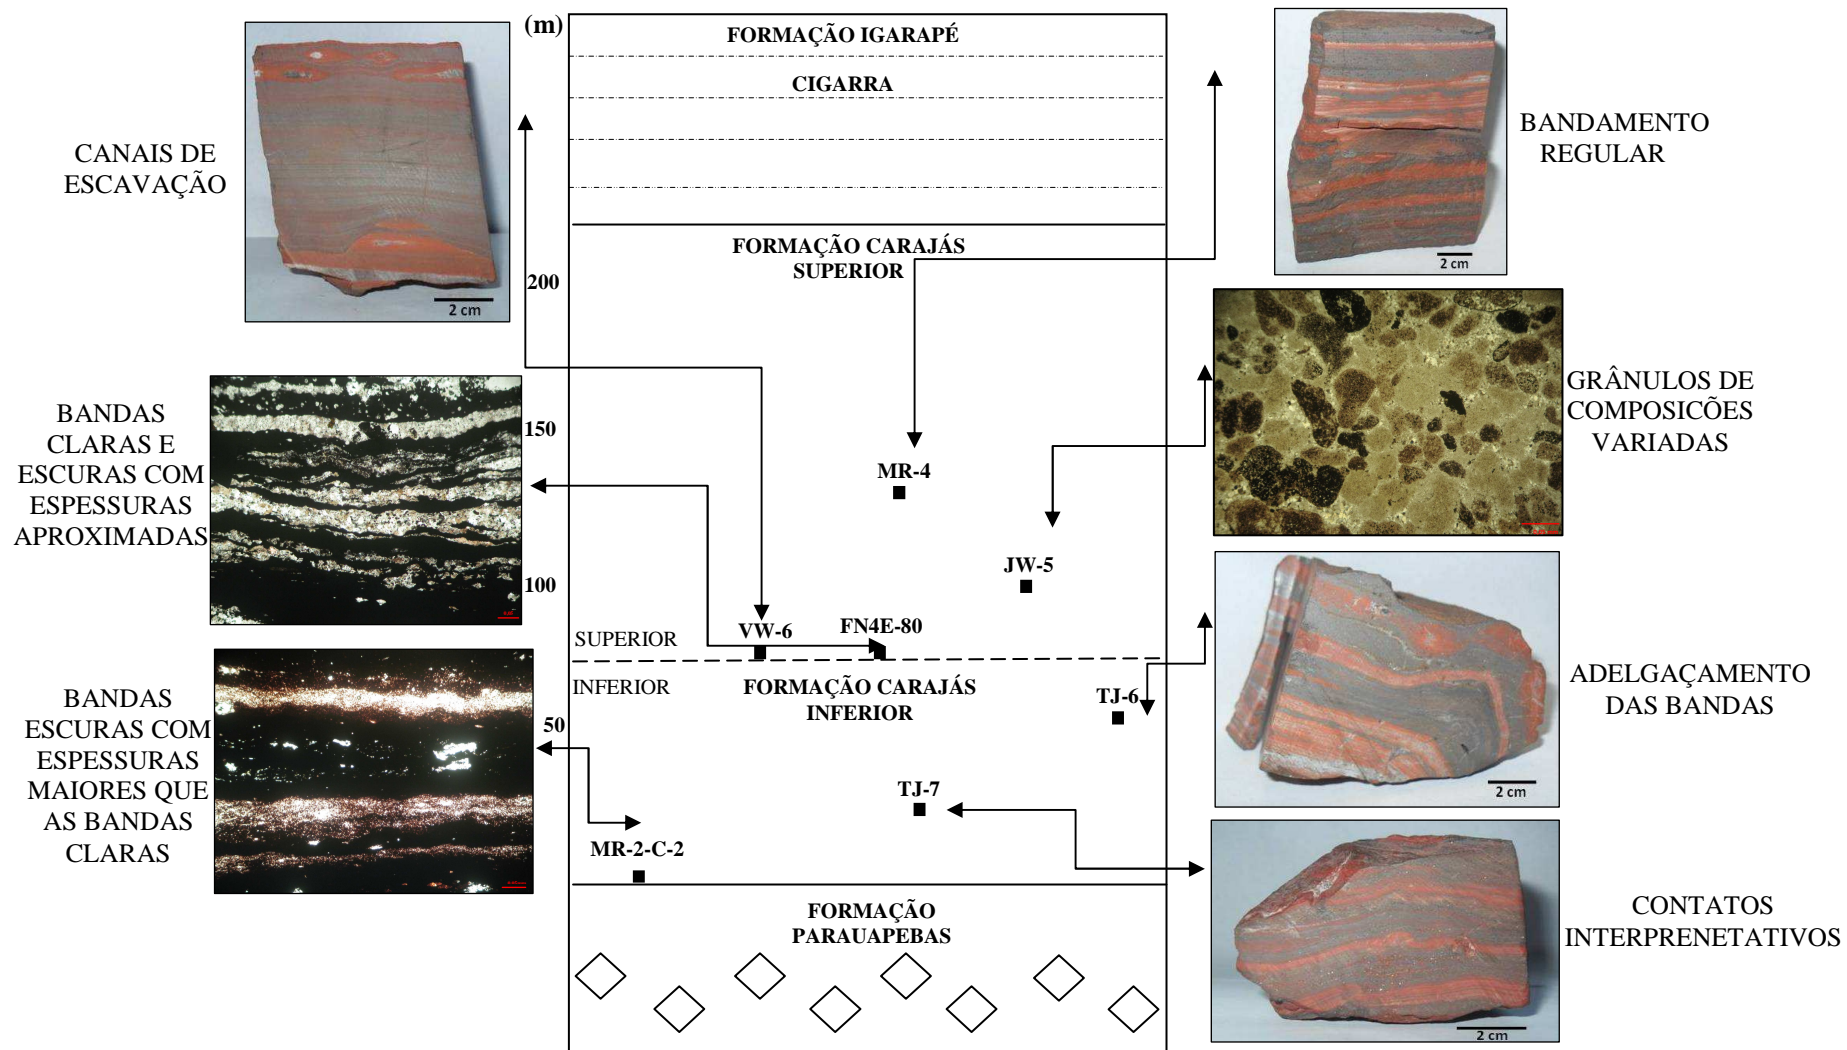 CANAIS DE
ESCAVAÇÃO
2 cm
BANDAS
CLARAS E
ESCURAS COM
ESPESSURAS
APROXIMADAS
BANDAS
ESCURAS COM
ESPESSURAS
MAIORES QUE
AS BANDAS
CLARAS
(m)
200
150
100
50
FORMAÇÃO IGARAPÉ
CIGARRA
FORMAÇÃO CARAJÁS
SUPERIOR
MR-4
JW-5
VW-6
FN4E-80
SUPERIOR
INFERIOR
FORMAÇÃO CARAJÁS
INFERIOR
TJ-6
TJ-7
MR-2-C-2
FORMAÇÃO
PARAUAPEBAS
2 cm
BANDAMENTO
REGULAR
GRÂNULOS DE
COMPOSICÕES
VARIADAS
2 cm
ADELGAÇAMENTO
DAS BANDAS
2 cm
CONTATOS
INTERPRENETATIVOS